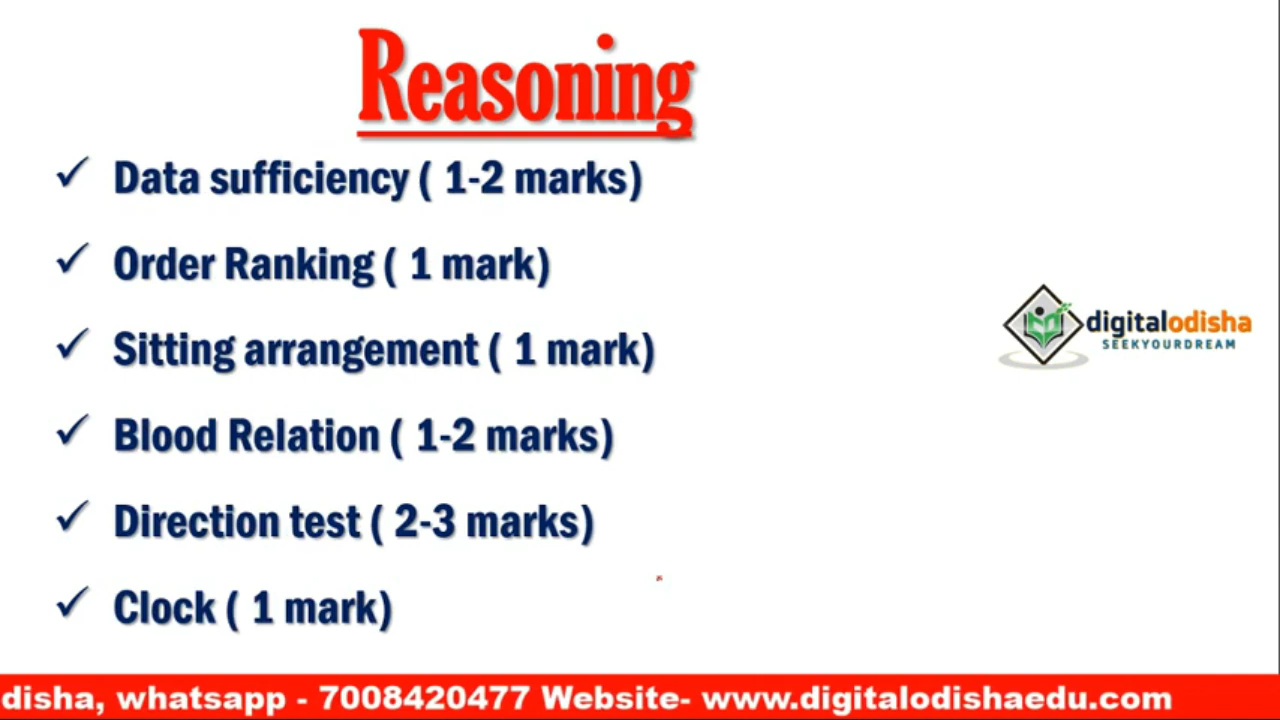 Reasoning
✓ Data sufficiency ( 1-2 marks)
✓ Order Ranking ( 1 mark)
✓ Sitting arrangement ( 1 mark)
digitalodisha
SEEKYOURDREAM
✓ Blood Relation ( 1-2 marks)
✓ Direction test ( 2-3 marks)
✓ Clock ( 1 mark)
disha, whatsapp - 7008420477 Website- www.digitalodishaedu.com